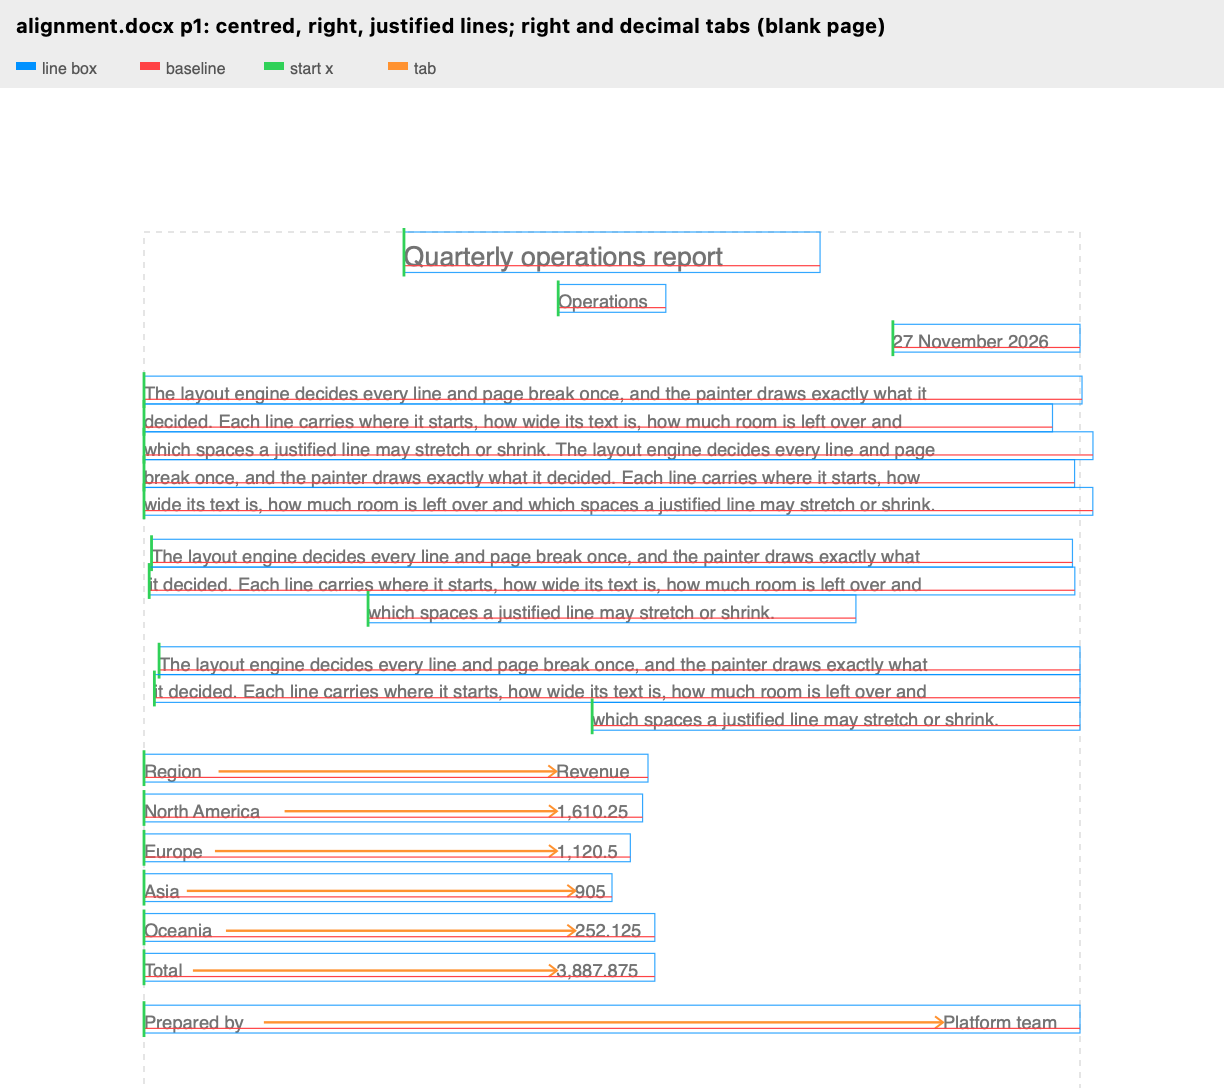 alignment.docx p1: centred, right, justified lines; right and decimal tabs (blank page)
line box baseline start x tab
Quarterly operations report
Operations
27 November 2026
The layout engine decides every line and page break once, and the painter draws exactly what it
decided. Each line carries where it starts, how wide its text is, how much room is left over and
which spaces a justified line may stretch or shrink. The layout engine decides every line and page
break once, and the painter draws exactly what it decided. Each line carries where it starts, how
wide its text is, how much room is left over and which spaces a justified line may stretch or shrink.
The layout engine decides every line and page break once, and the painter draws exactly what
it decided. Each line carries where it starts, how wide its text is, how much room is left over and
which spaces a justified line may stretch or shrink.
The layout engine decides every line and page break once, and the painter draws exactly what
it decided. Each line carries where it starts, how wide its text is, how much room is left over and
which spaces a justified line may stretch or shrink.
Region Revenue
North America 1,610.25
Europe 1,120.5
Asia 905
Oceania 252.125
Total 3,887.875
Prepared by Platform team